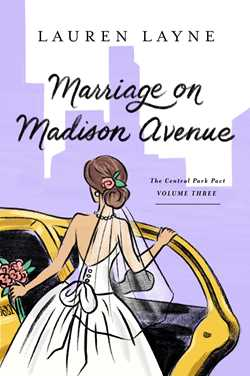 LAUREN LAYNE
Marriage on
Madison Avenue
The Central Park Pact
VOLUME THREE